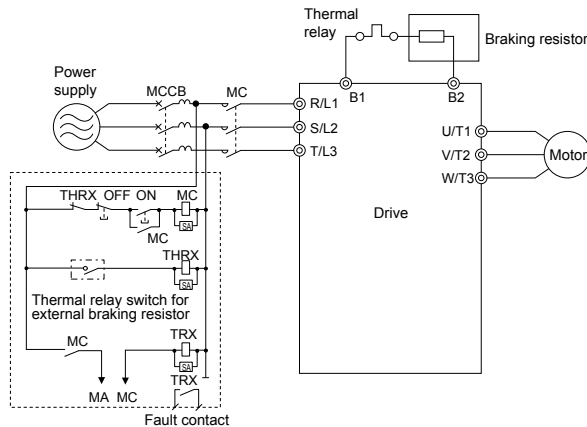 Thermal
relay
Braking resistor
Power
supply
MCCB
MC
B1
B2
R/L1
S/L2
T/L3
U/T1
V/T2
W/T3
Motor
Drive
THRX OFF ON MC
SA
MC
THRX
SA
Thermal relay switch for
external braking resistor
TRX
MC
SA
MA MC
TRX
Fault contact